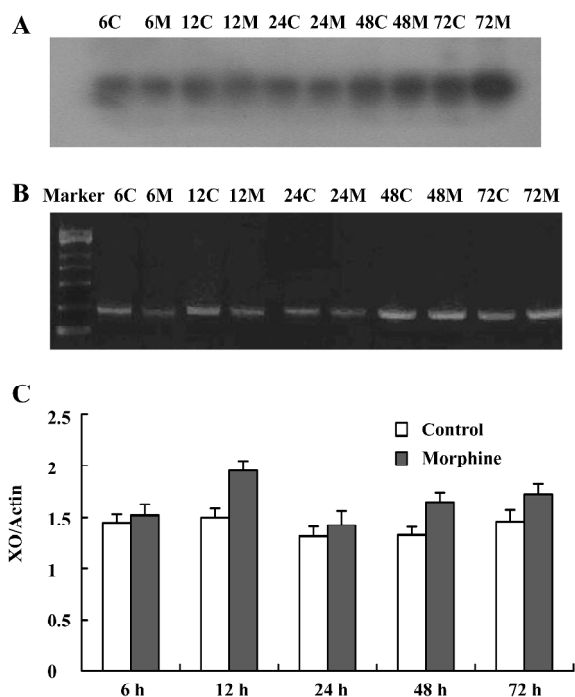 A
6C 6M 12C 12M 24C 24M 48C 48M 72C 72M
B
Marker 6C 6M 12C 12M 24C 24M 48C 48M 72C 72M
C
2.5
2
1.5
1
0.5
0
XO/Actin
Control
Morphine
6 h 12 h 24 h 48 h 72 h